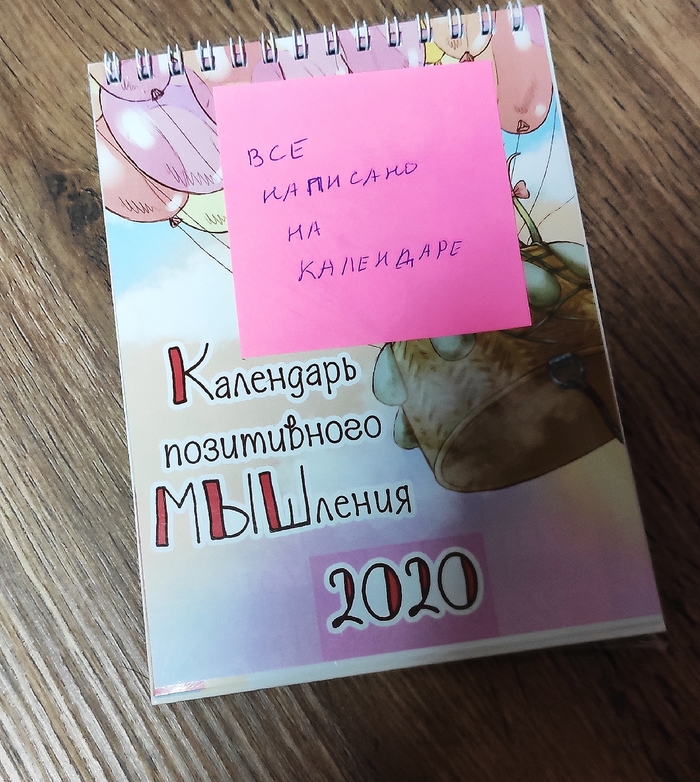 ВСЕ
НАПИСАНО
НА
КАЛЕНДАРЕ
Календарь
позитивного
МЫШления
2020